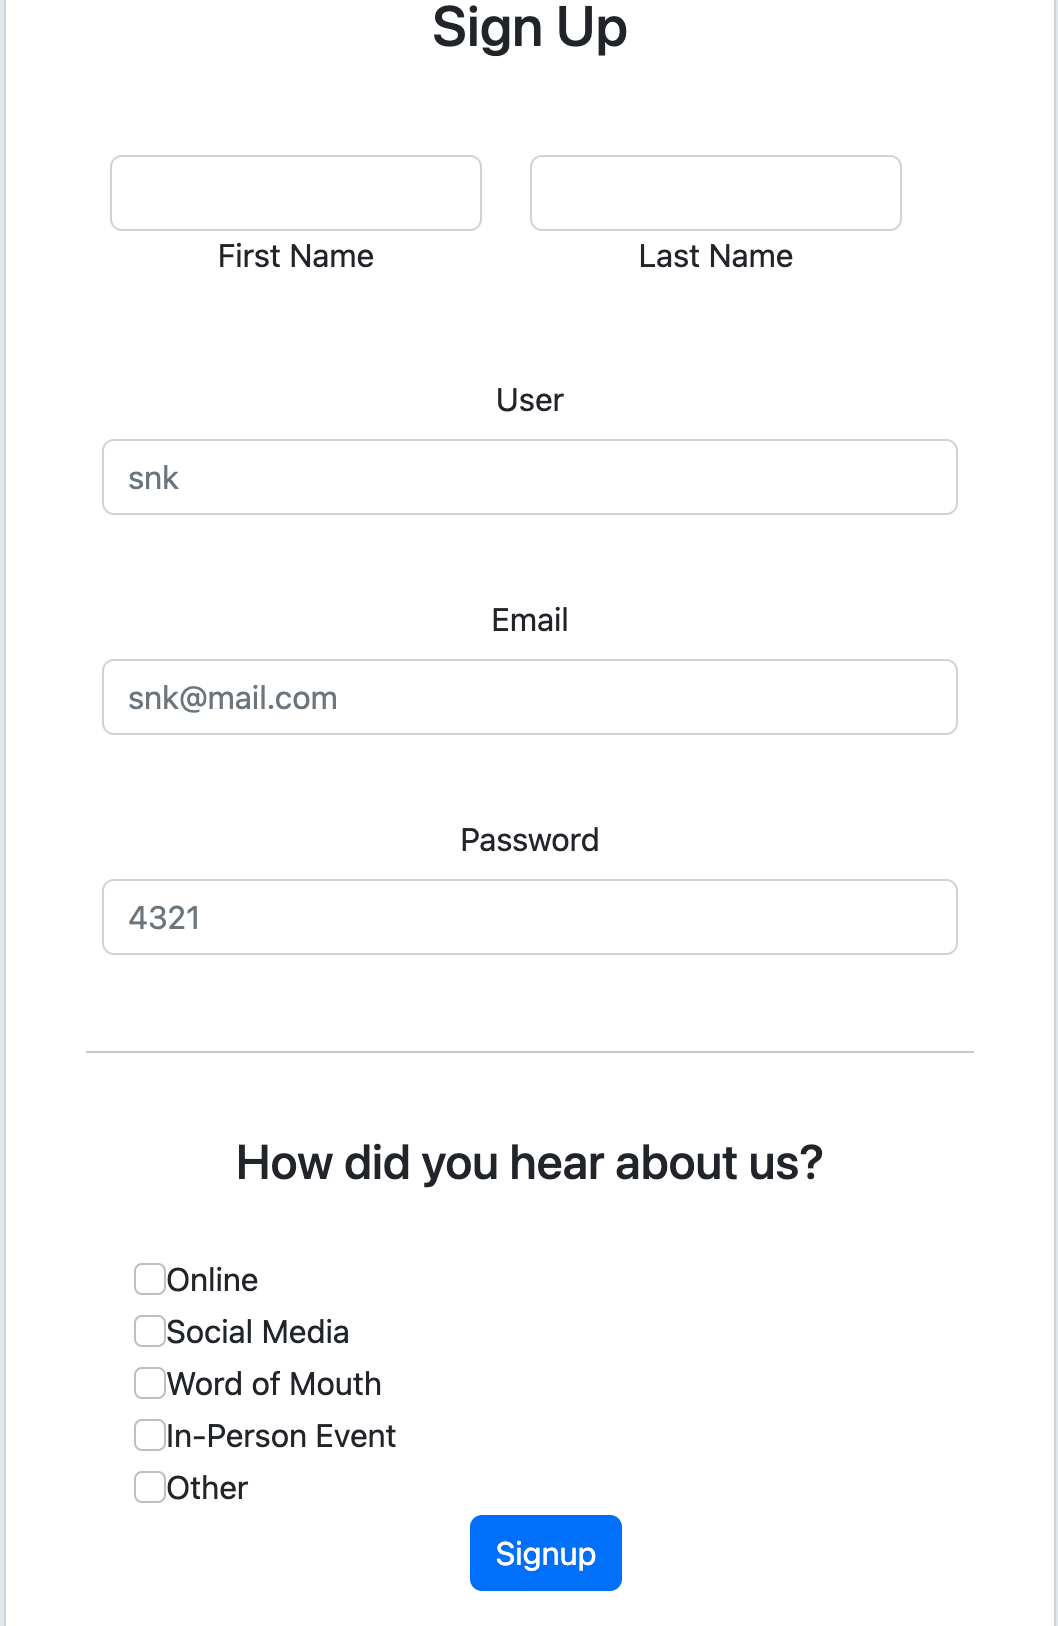 Sign Up
First Name Last Name
User
snk
Email
snk@mail.com
Password
4321
How did you hear about us?
Online
Social Media
Word of Mouth
In-Person Event
Other
Signup